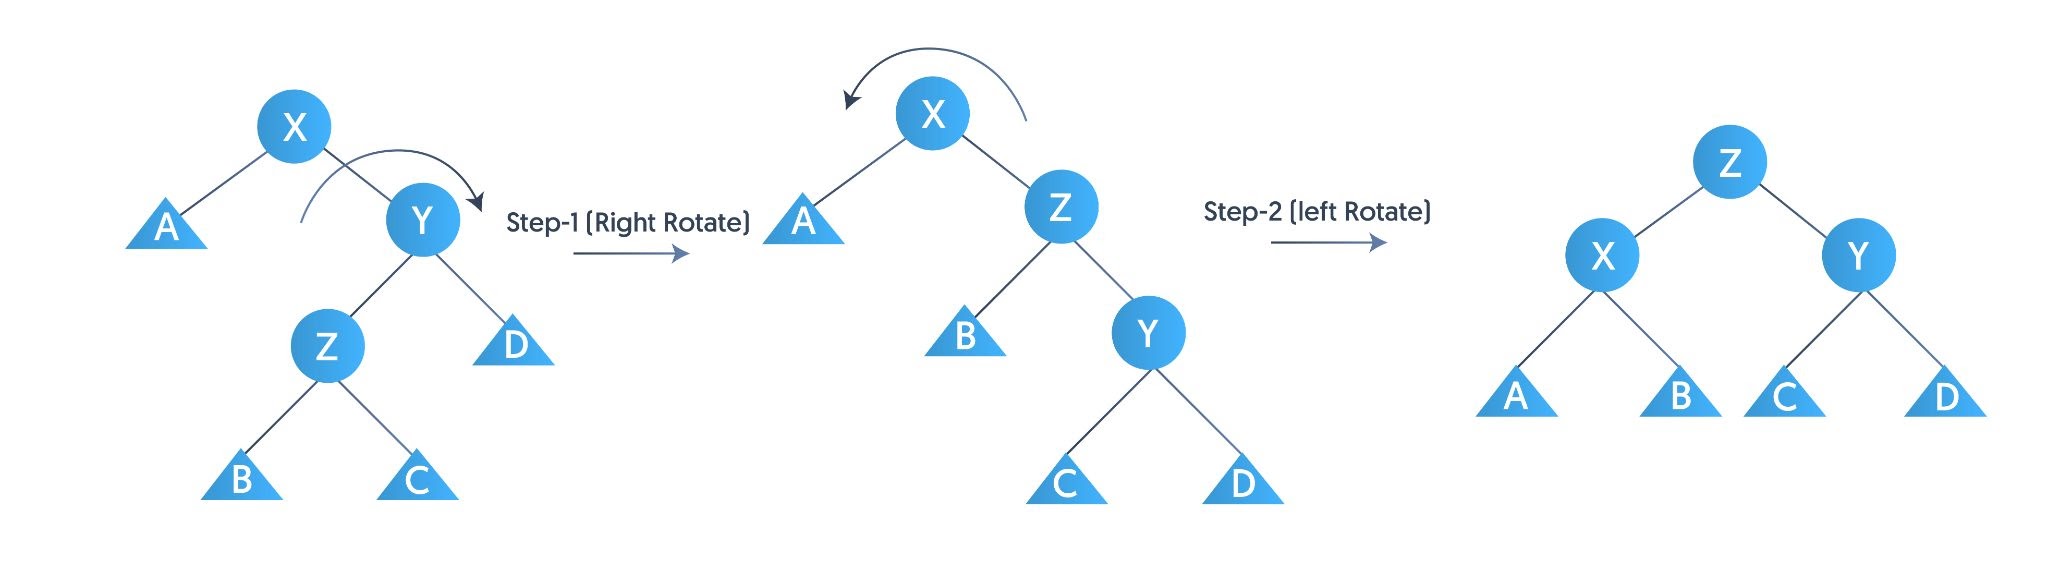 X
A
Y
Z
D
B
C
Step-1 (Right Rotate)
X
A
Z
B
Y
C
D
Step-2 (left Rotate)
Z
X
Y
A
B
C
D